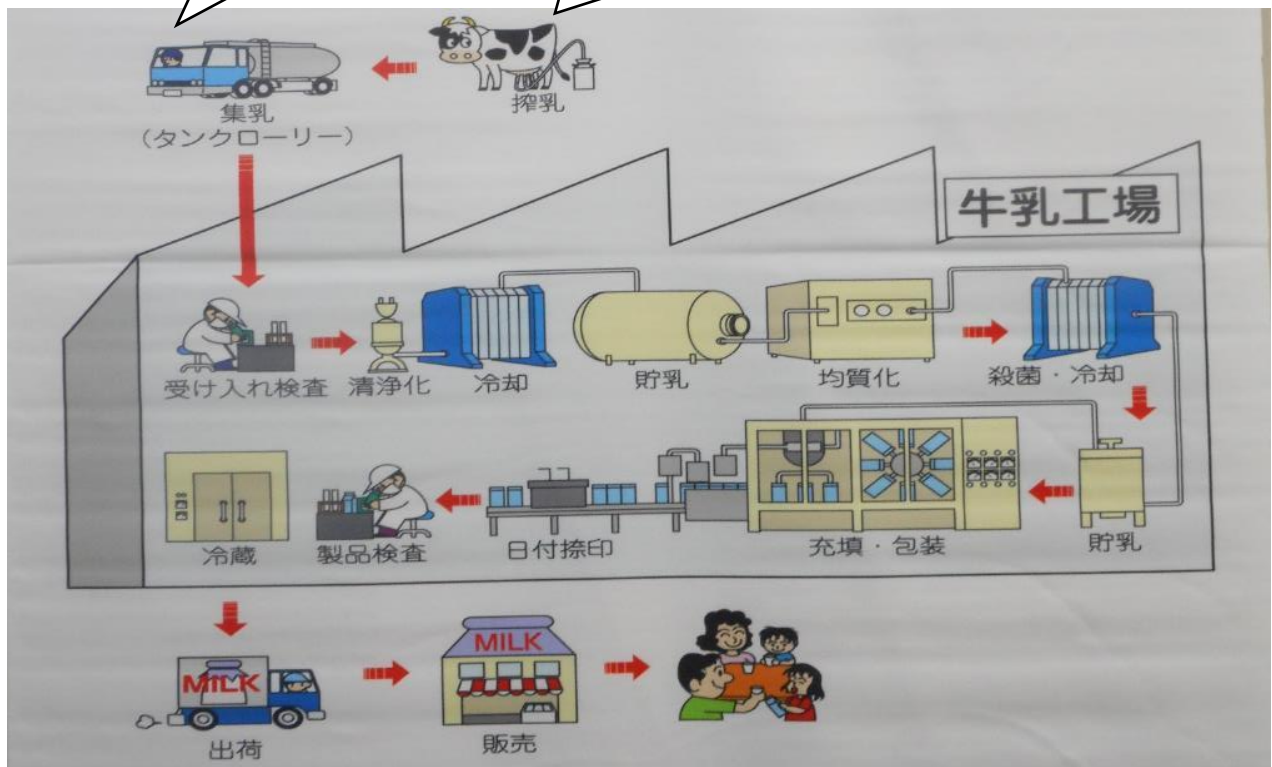 搾乳
集乳
(タンクローリー)
牛乳工場
受け入れ検査
清浄化
冷却
貯乳
均質化
殺菌・冷却
貯乳
充填・包装
日付捺印
製品検査
冷蔵
MILK
出荷
MILK
販売